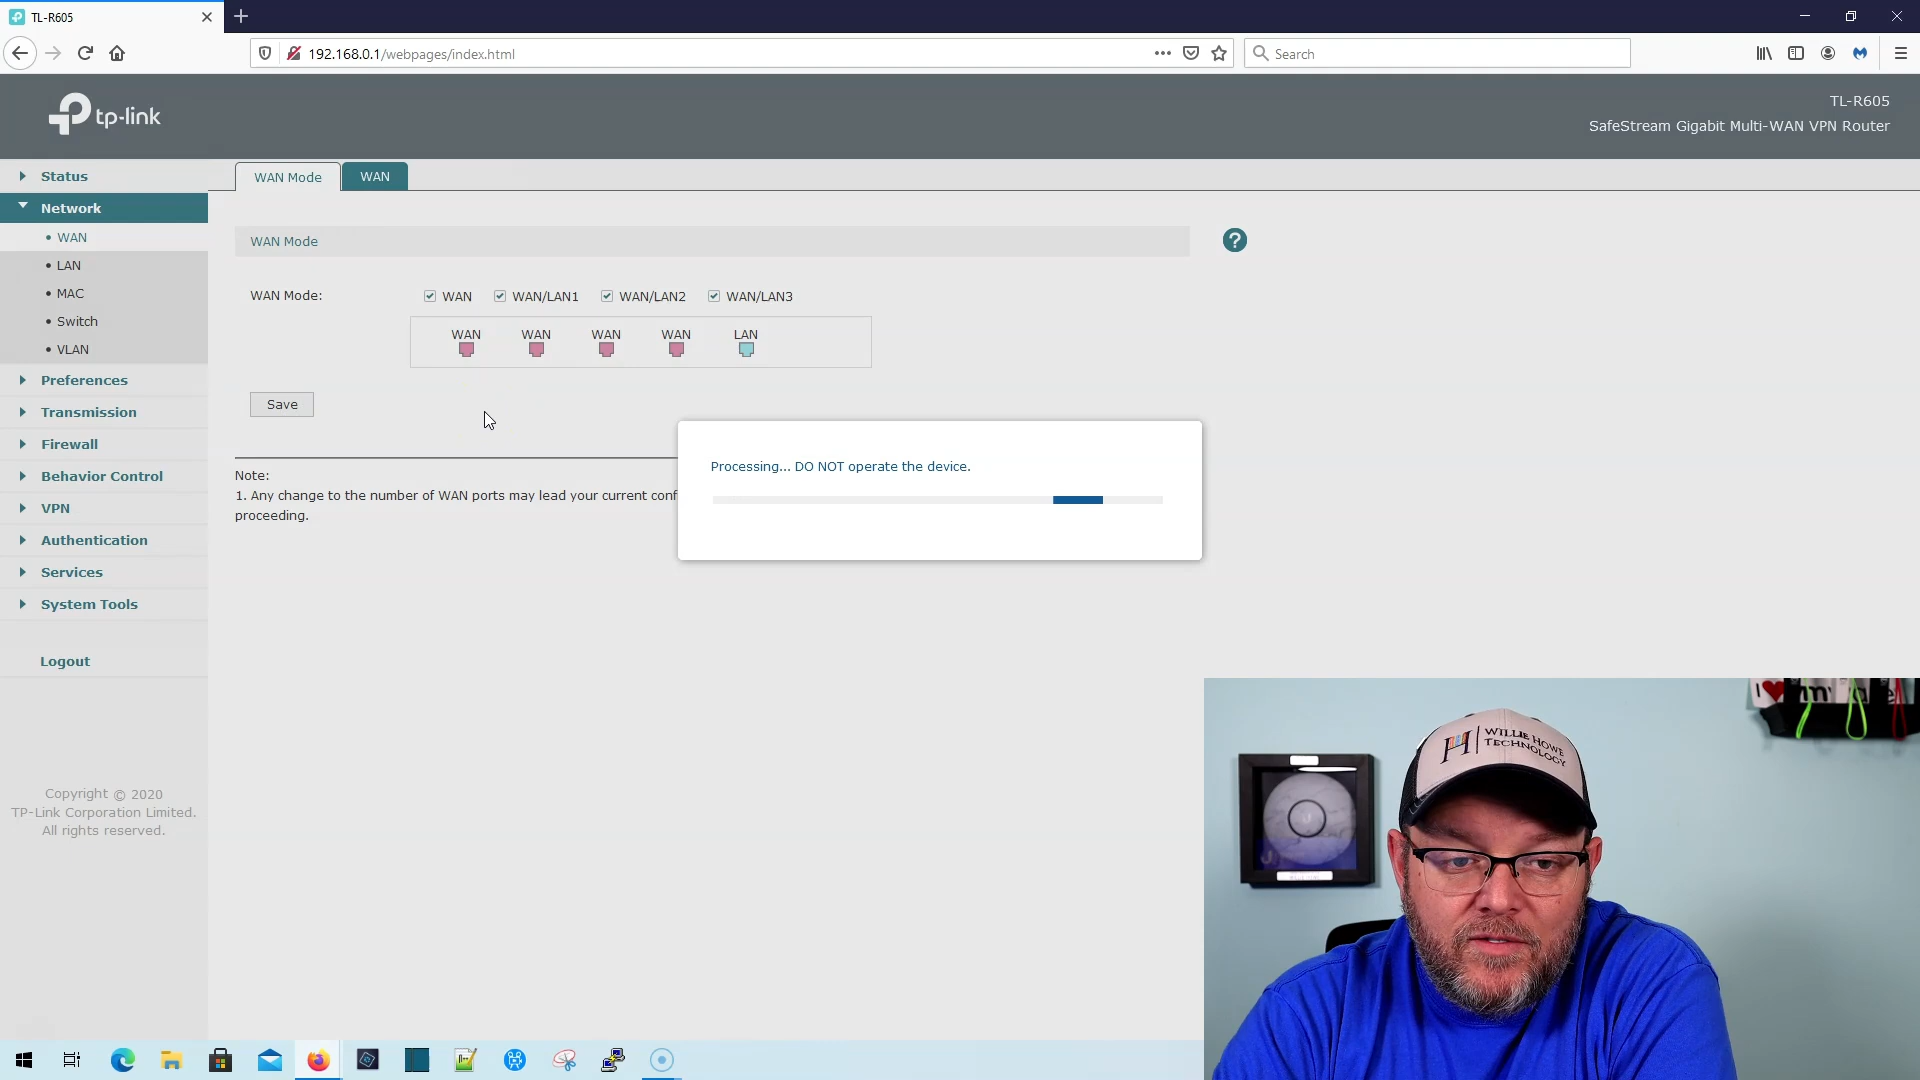 TL-R605
192.168.0.1/webpages/index.html
Search
tp-link
TL-R605
SafeStream Gigabit Multi-WAN VPN Router
Status
Network
WAN
LAN
MAC
Switch
VLAN
Preferences
Transmission
Firewall
Behavior Control
VPN
Authentication
Services
System Tools
Logout
Copyright © 2020
TP-Link Corporation Limited.
All rights reserved.
WAN Mode
WAN
WAN Mode
?
WAN Mode:
WAN WAN/LAN1 WAN/LAN2 WAN/LAN3
WAN WAN WAN WAN LAN
Save
Note:
1. Any change to the number of WAN ports may lead your current conf
proceeding.
Processing... DO NOT operate the device.
H WILLIE HOWE
TECHNOLOGY